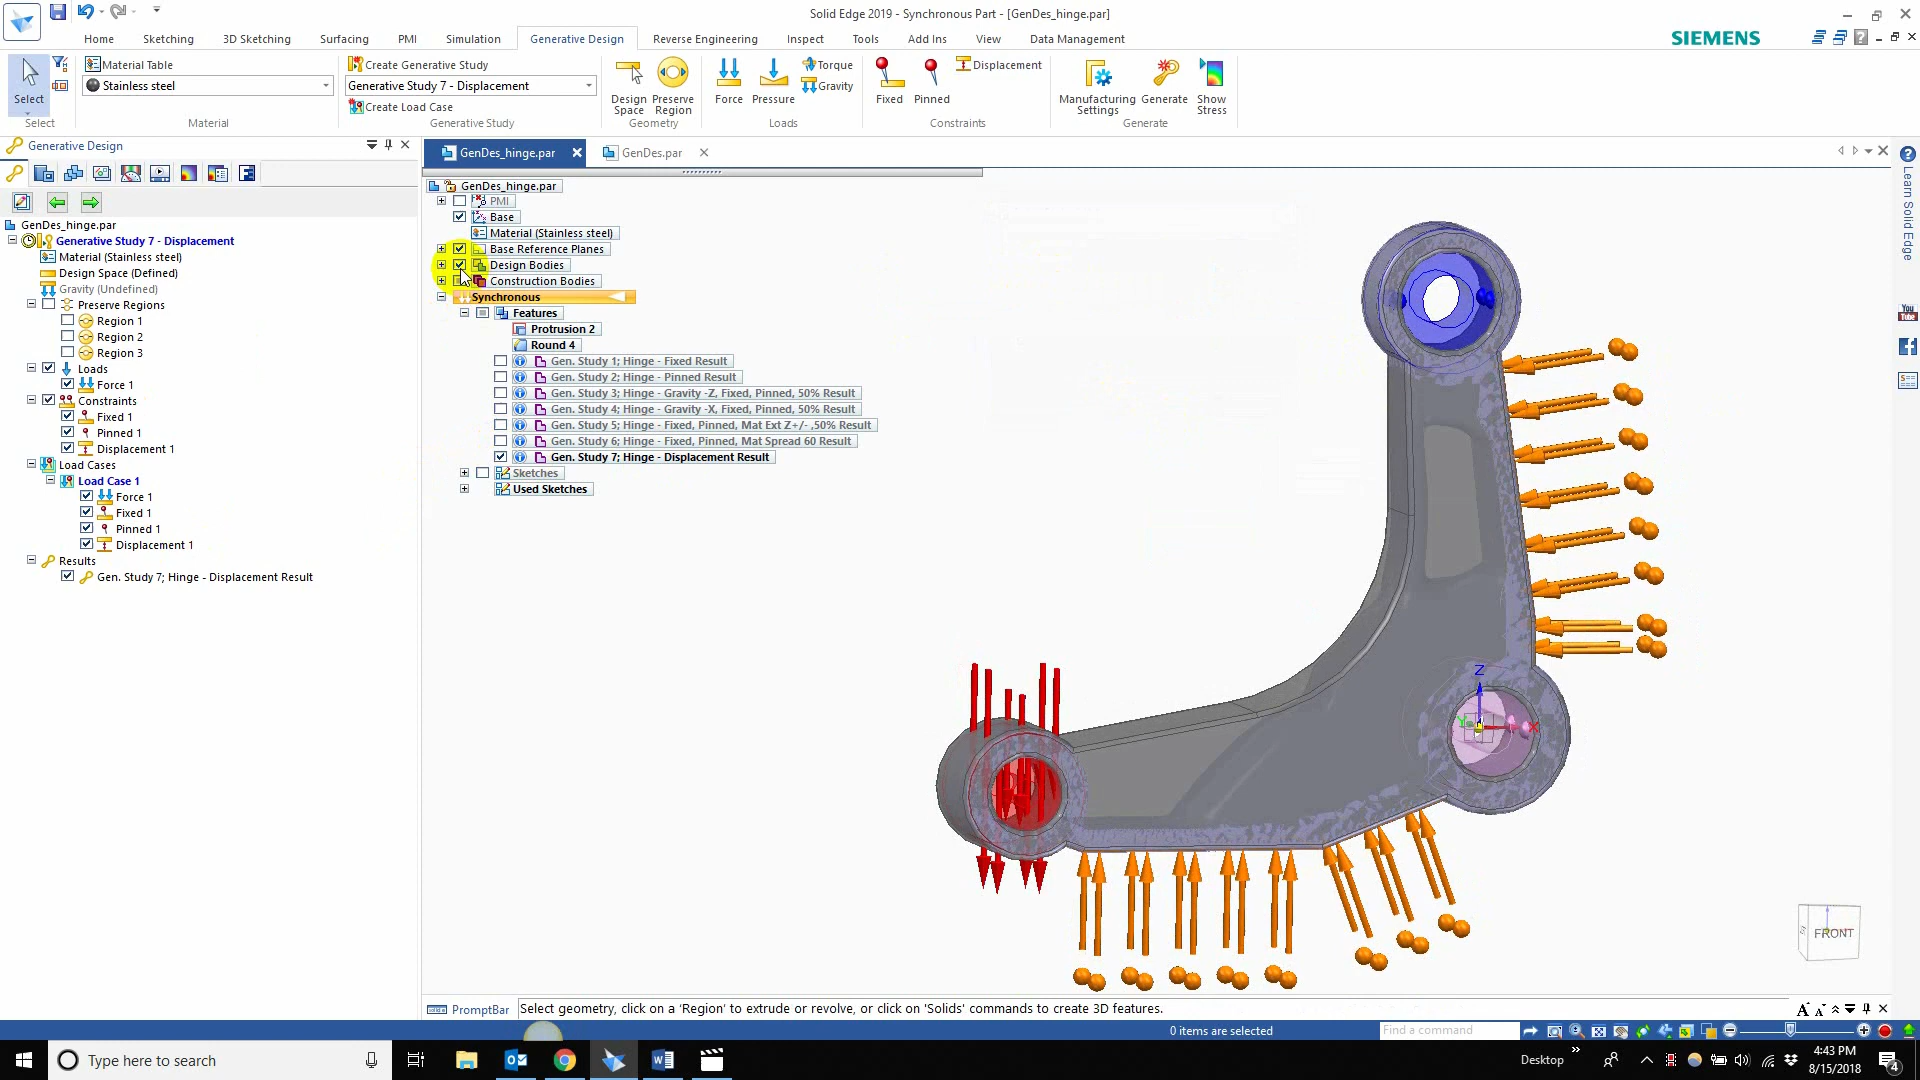 Solid Edge 2019 - Synchronous Part - [GenDes_hinge.par]
Home
Sketching
3D Sketching
Surfacing
PMI
Simulation
Generative Design
Reverse Engineering
Inspect
Tools
Add Ins
View
Data Management
SIEMENS
Select
Select
Material Table
Stainless steel
Material
Create Generative Study
Generative Study 7 - Displacement
Create Load Case
Generative Study
Design
Space
Preserve
Region
Geometry
Force
Pressure
Torque
Gravity
Loads
Fixed
Pinned
Displacement
Constraints
Manufacturing
Settings
Generate
Show
Stress
Generate
Generative Design
GenDes_hinge.par
Generative Study 7 - Displacement
Material (Stainless steel)
Design Space (Defined)
Gravity (Undefined)
Preserve Regions
Region 1
Region 2
Region 3
Loads
Force 1
Constraints
Fixed 1
Pinned 1
Displacement 1
Load Cases
Load Case 1
Force 1
Fixed 1
Pinned 1
Displacement 1
Results
Gen. Study 7; Hinge - Displacement Result
GenDes_hinge.par
GenDes.par
GenDes_hinge.par
PMI
Base
Material (Stainless steel)
Base Reference Planes
Design Bodies
Construction Bodies
Synchronous
Features
Protrusion 2
Round 4
Gen. Study 1; Hinge - Fixed Result
Gen. Study 2; Hinge - Pinned Result
Gen. Study 3; Hinge - Gravity -Z, Fixed, Pinned, 50% Result
Gen. Study 4; Hinge - Gravity -X, Fixed, Pinned, 50% Result
Gen. Study 5; Hinge - Fixed, Pinned, Mat Ext Z+/- ,50% Result
Gen. Study 6; Hinge - Fixed, Pinned, Mat Spread 60 Result
Gen. Study 7; Hinge - Displacement Result
Sketches
Used Sketches
Z
Y
X
FRONT
Learn Solid Edge
You
Tube
PromptBar
Select geometry, click on a 'Region' to extrude or revolve, or click on 'Solids' commands to create 3D features.
0 items are selected
Find a command
Type here to search
Desktop
4:43 PM
8/15/2018
4